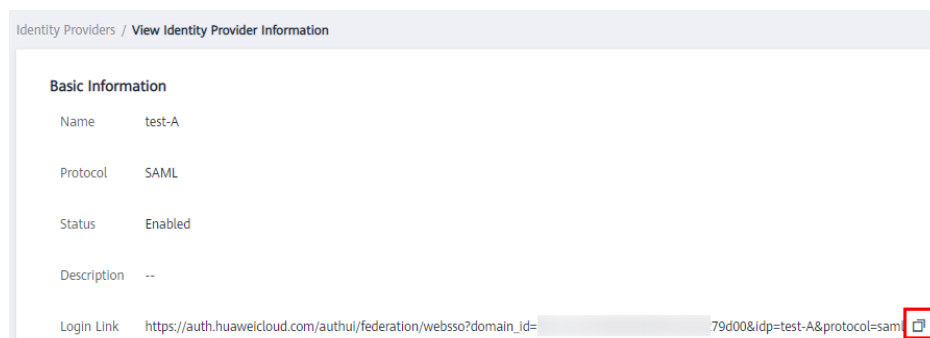 Identity Providers / View Identity Provider Information
Basic Information
Name test-A
Protocol SAML
Status Enabled
Description --
Login Link https://auth.huaweicloud.com/authui/federation/websso?domain_id= 79d00&idp=test-A&protocol=saml